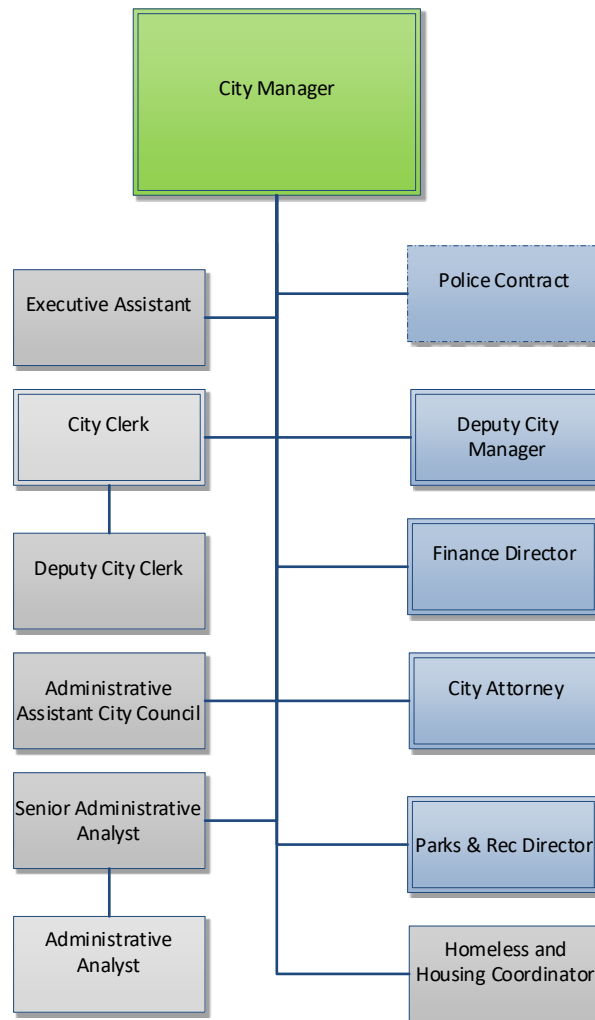 City Manager
Executive Assistant
Police Contract
City Clerk
Deputy City
Manager
Deputy City Clerk
Finance Director
Administrative
Assistant City Council
City Attorney
Senior Administrative
Analyst
Parks & Rec Director
Administrative
Analyst
Homeless and
Housing Coordinator